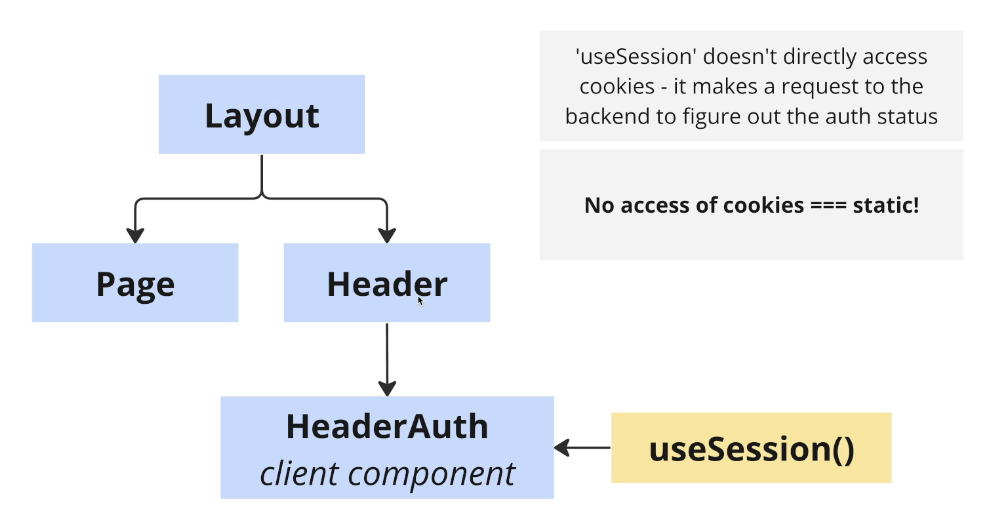 'useSession' doesn't directly access
cookies - it makes a request to the
backend to figure out the auth status
Layout
No access of cookies === static!
Page
Header
HeaderAuth
client component
useSession()